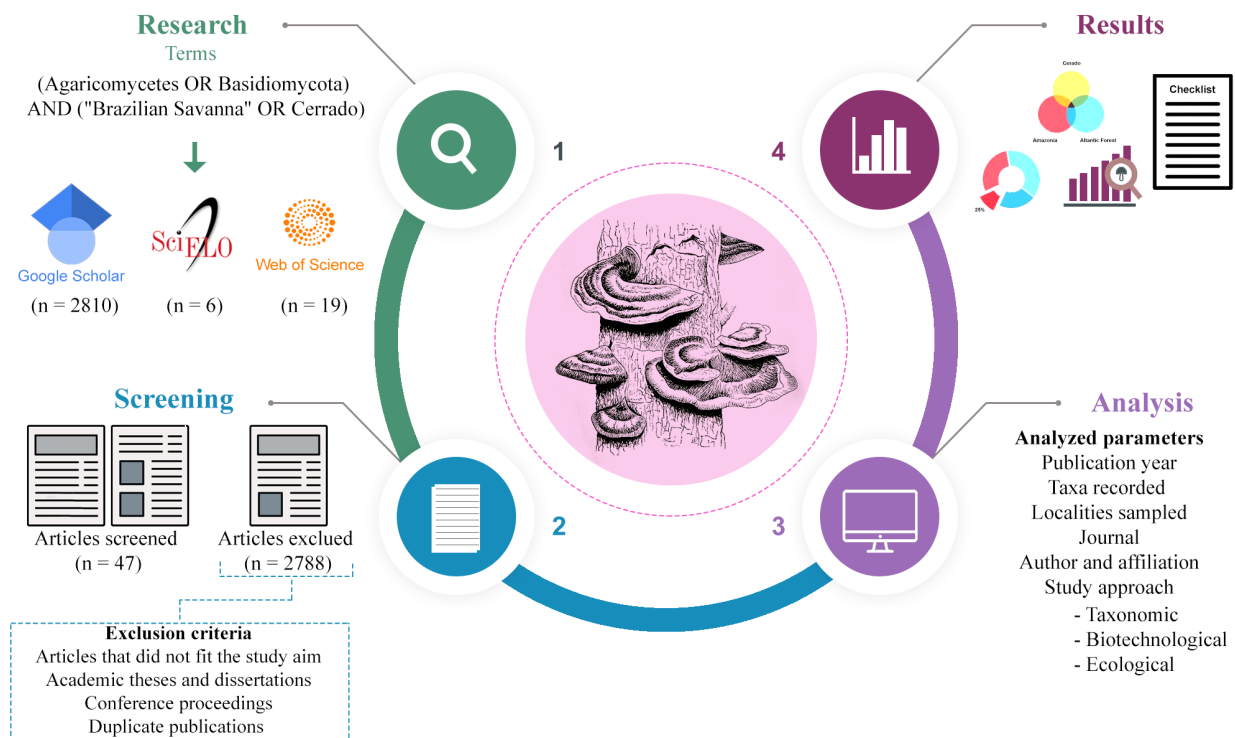 Research
Terms
(Agaricomycetes OR Basidiomycota)
AND ("Brazilian Savanna" OR Cerrado)
Google Scholar
(n = 2810)
SciELO
(n = 6)
Web of Science
(n = 19)
1
Screening
Articles screened
(n = 47)
Articles exclued
(n = 2788)
Exclusion criteria
Articles that did not fit the study aim
Academic theses and dissertations
Conference proceedings
Duplicate publications
2
3
Analysis
Analyzed parameters
Publication year
Taxa recorded
Localities sampled
Journal
Author and affiliation
Study approach
- Taxonomic
- Biotechnological
- Ecological
4
Results
Cerado
Amazonia
Atlantic Forest
25%
Checklist